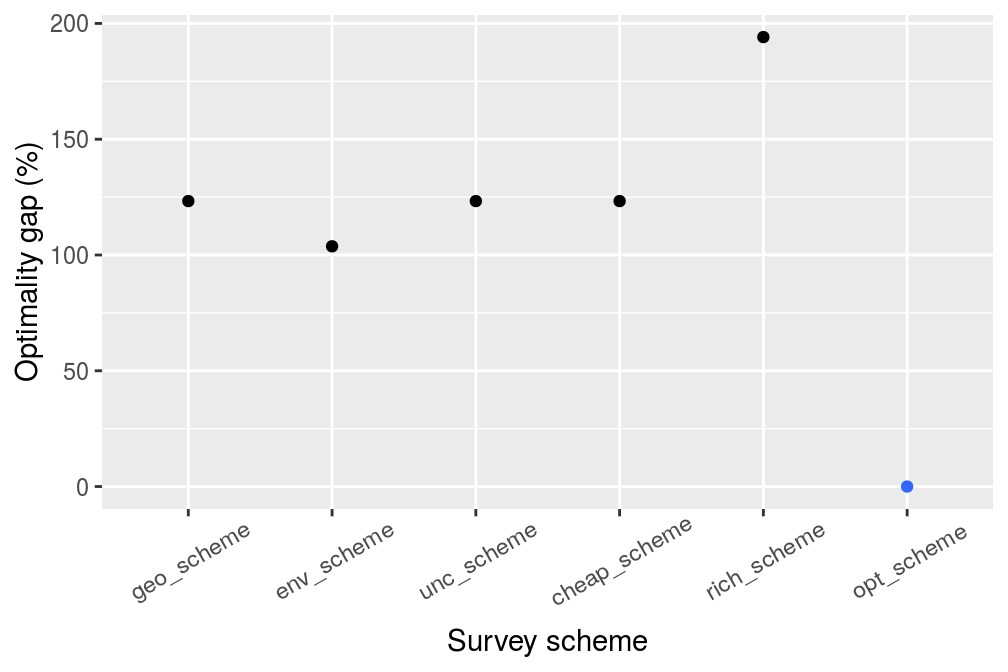 Optimality gap (%)
200
150
100
50
0
geo_scheme
env_scheme
unc_scheme
cheap_scheme
rich_scheme
opt_scheme
Survey scheme